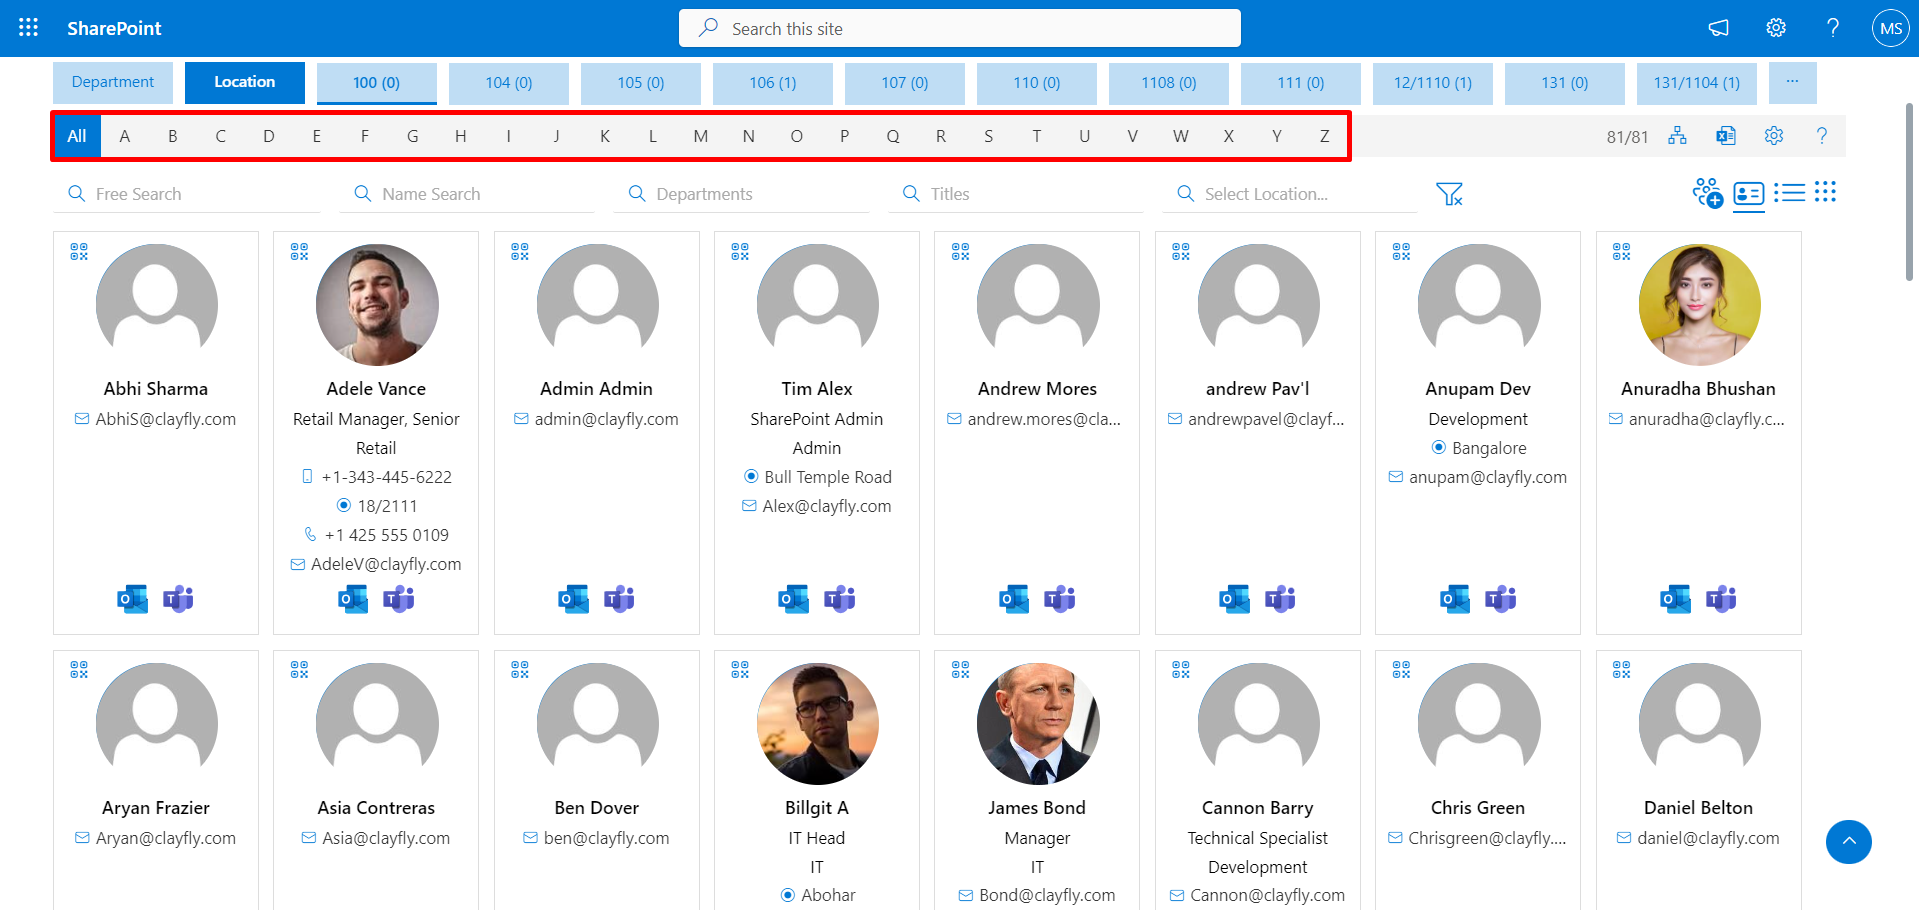 SharePoint
Search this site
MS
Department Location 100 (0) 104 (0) 105 (0) 106 (1) 107 (0) 110 (0) 1108 (0) 111 (0) 12/1110 (1) 131 (0) 131/1104 (1) ...
All A B C D E F G H I J K L M N O P Q R S T U V W X Y Z 81/81
Free Search Name Search Departments Titles Select Location...
Abhi Sharma
AbhiS@clayfly.com
Adele Vance
Retail Manager, Senior
Retail
+1-343-445-6222
18/2111
+1 425 555 0109
AdeleV@clayfly.com
Admin Admin
admin@clayfly.com
Tim Alex
SharePoint Admin
Admin
Bull Temple Road
Alex@clayfly.com
Andrew Mores
andrew.mores@cla...
andrew Pav'l
andrewpavel@clayf...
Anupam Dev
Development
Bangalore
anupam@clayfly.com
Anuradha Bhushan
anuradha@clayfly.c...
Aryan Frazier
Aryan@clayfly.com
Asia Contreras
Asia@clayfly.com
Ben Dover
ben@clayfly.com
Billgit A
IT Head
IT
Abohar
James Bond
Manager
IT
Bond@clayfly.com
Cannon Barry
Technical Specialist
Development
Cannon@clayfly.com
Chris Green
Chrisgreen@clayfly....
Daniel Belton
daniel@clayfly.com